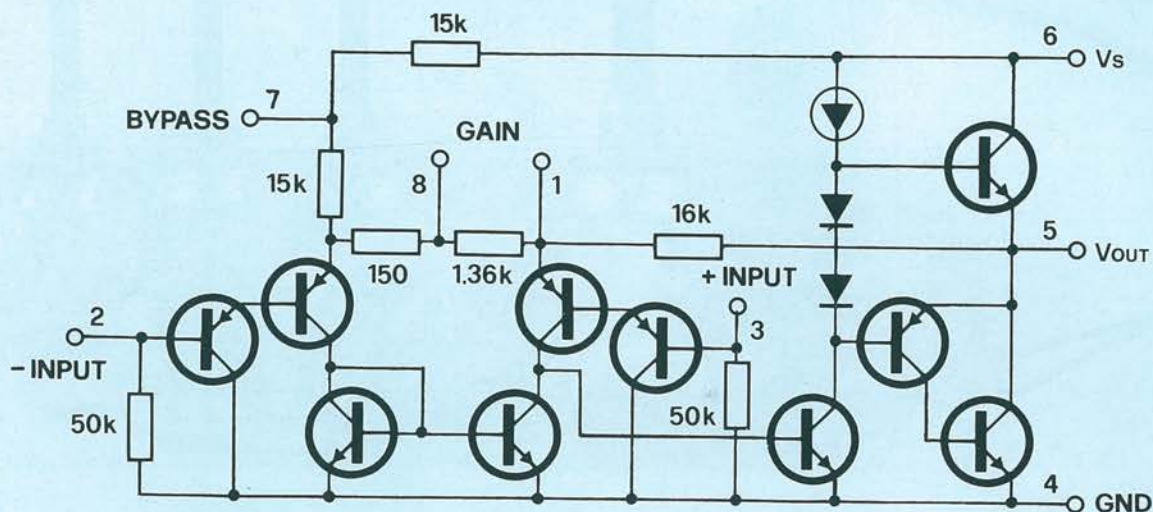 15k
6
Vs
7
BYPASS
GAIN
15k
8
1
16k
5
VOUT
150
1.36k
+ INPUT
2
3
- INPUT
50k
50k
4
GND